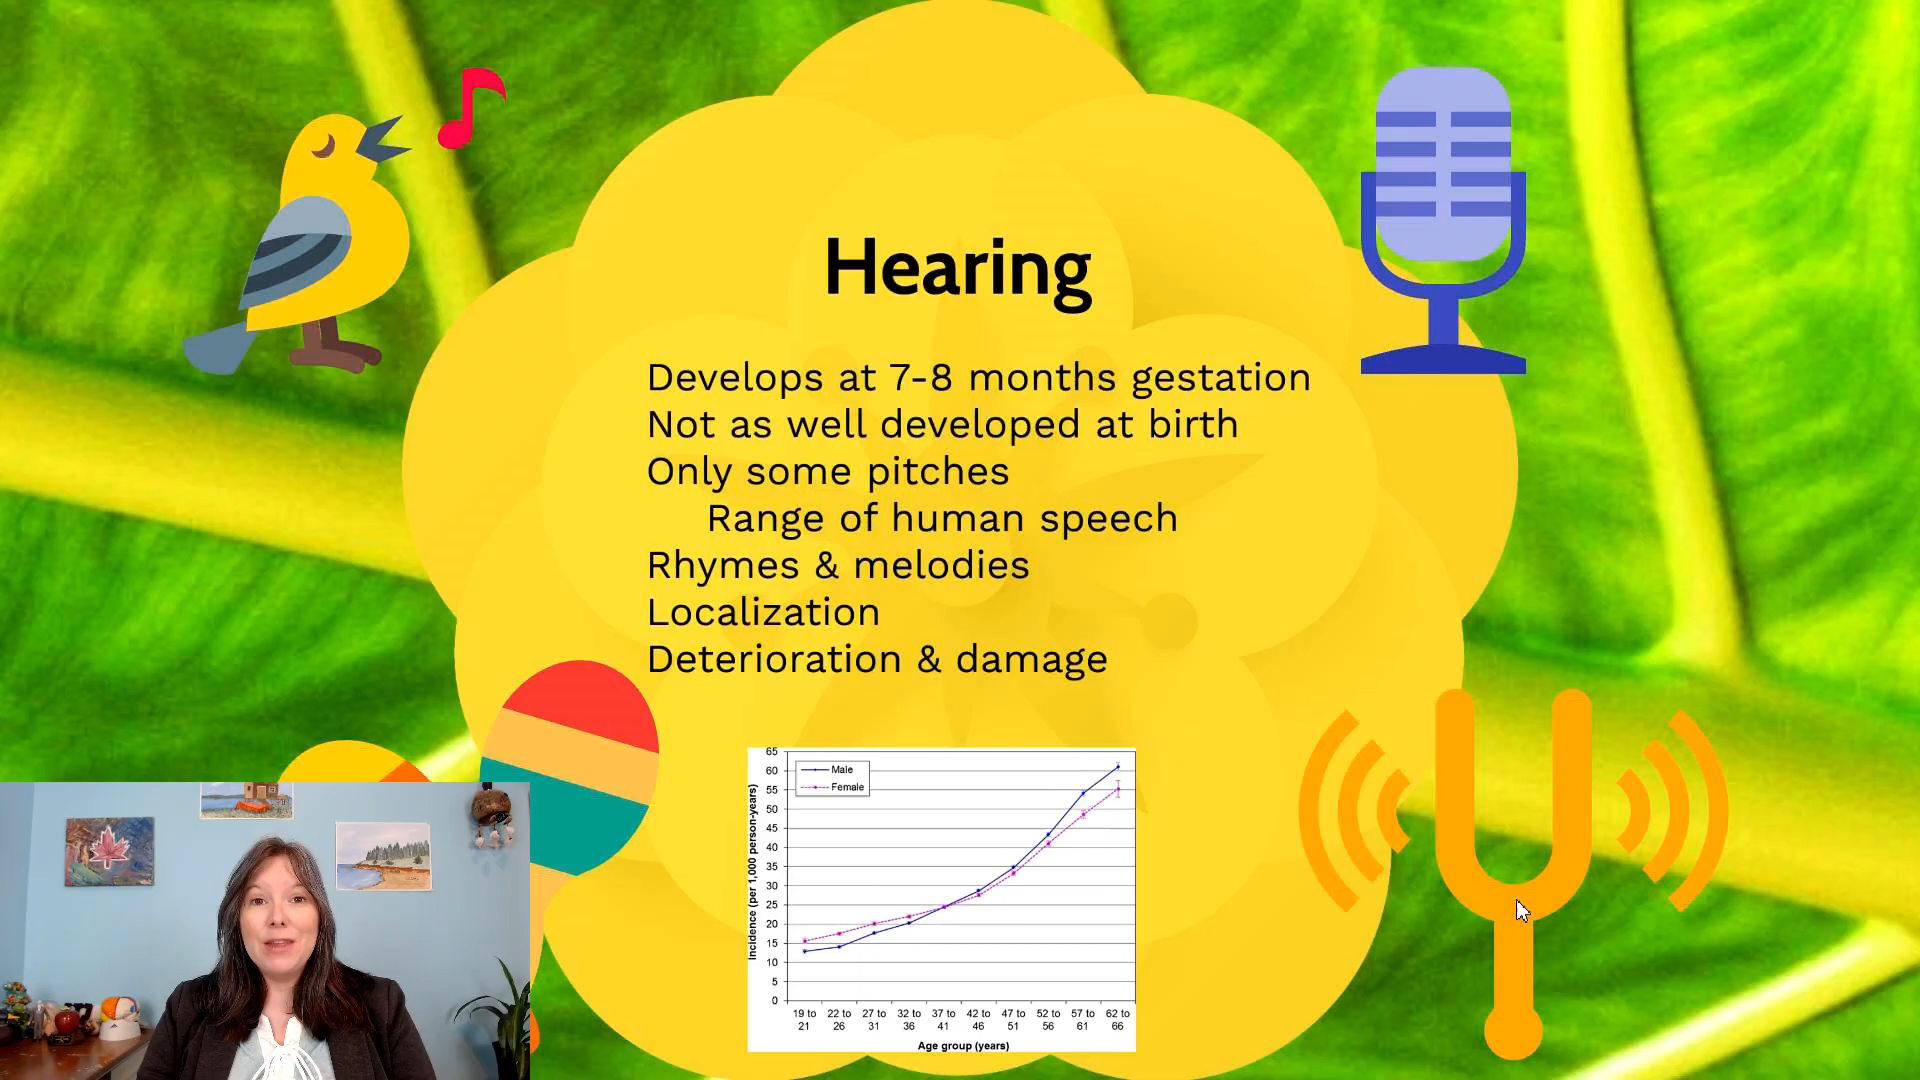 Hearing
Develops at 7-8 months gestation
Not as well developed at birth
Only some pitches
Range of human speech
Rhymes & melodies
Localization
Deterioration & damage
Incidence (per 1,000 person-years)
65
60
55
50
45
40
35
30
25
20
15
10
5
0
Male
Female
19 to 21
22 to 26
27 to 31
32 to 36
37 to 41
42 to 46
47 to 51
52 to 56
57 to 61
62 to 66
Age group (years)